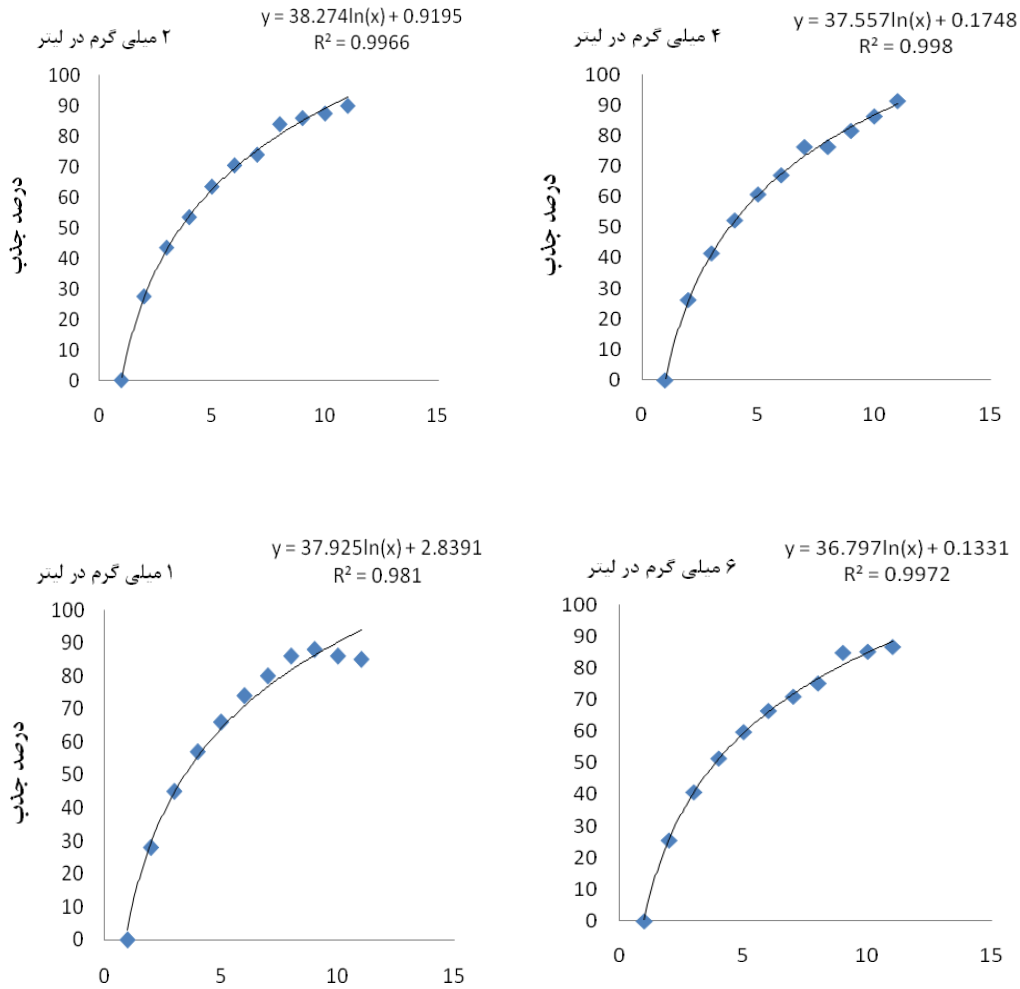 y = 38.274ln(x) + 0.9195
R² = 0.9966
۲ میلی گرم در لیتر
درصد جذب
100
90
80
70
60
50
40
30
20
10
0
0 5 10 15
y = 37.557ln(x) + 0.1748
R² = 0.998
۴ میلی گرم در لیتر
درصد جذب
100
90
80
70
60
50
40
30
20
10
0
0 5 10 15
y = 37.925ln(x) + 2.8391
R² = 0.981
۱ میلی گرم در لیتر
درصد جذب
100
90
80
70
60
50
40
30
20
10
0
0 5 10 15
y = 36.797ln(x) + 0.1331
R² = 0.9972
۶ میلی گرم در لیتر
100
90
80
70
60
50
40
30
20
10
0
0 5 10 15